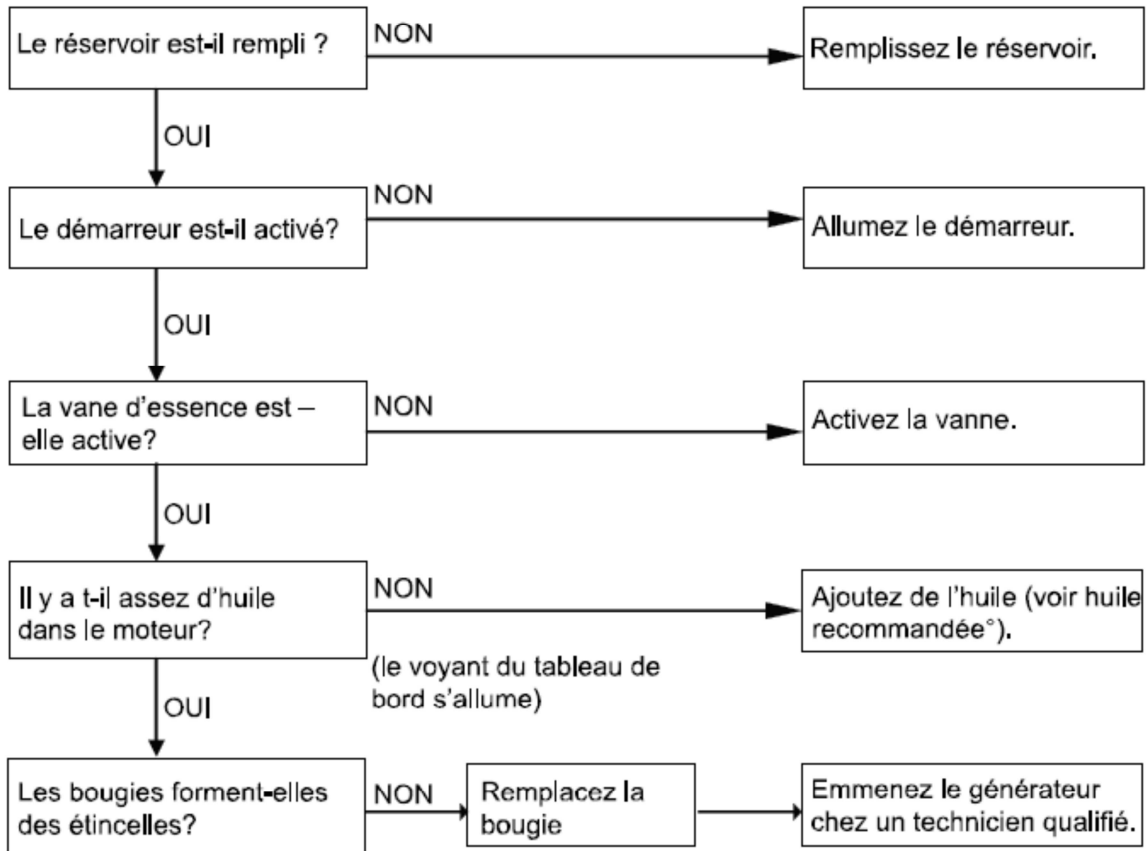 Le réservoir est-il rempli ?
NON
Remplissez le réservoir.
OUI
Le démarreur est-il activé?
NON
Allumez le démarreur.
OUI
La vane d'essence est –
elle active?
NON
Activez la vanne.
OUI
Il y a t-il assez d'huile
dans le moteur?
NON
(le voyant du tableau de
bord s'allume)
Ajoutez de l'huile (voir huile
recommandée°).
OUI
Les bougies forment-elles
des étincelles?
NON
Remplacez la
bougie
Emmenez le générateur
chez un technicien qualifié.